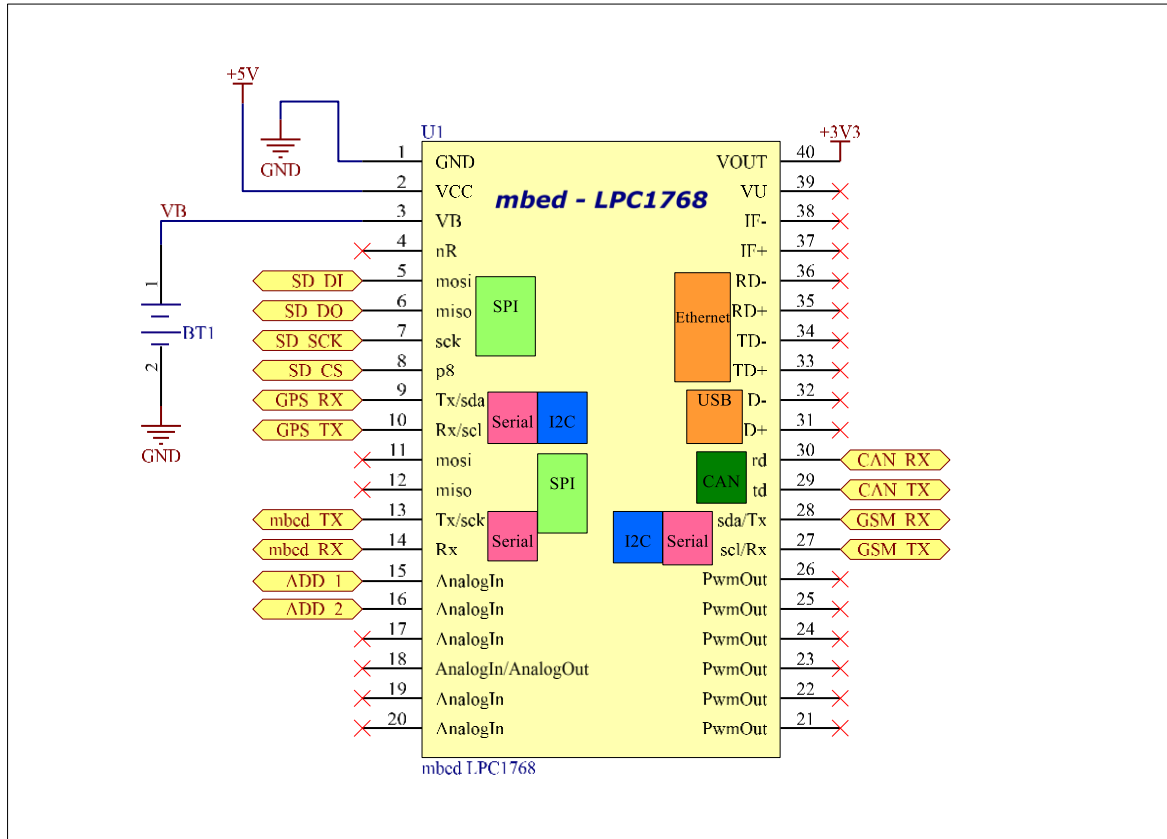 +5V
GND
U1
+3V3
1 GND VOUT 40
2 VCC VU 39
mbed - LPC1768
VB 3 VB IF- 38
4 nR IF+ 37
SD_DI 5 mosi SPI RD- 36
SD_DO 6 miso Ethernet RD+ 35
SD_SCK 7 sck TD- 34
SD_CS 8 p8 TD+ 33
1
BT1
2
GND
GPS_RX 9 Tx/sda Serial I2C USB D- 32
GPS_TX 10 Rx/scl D+ 31
11 mosi SPI CAN rd 30 CAN_RX
12 miso td 29 CAN_TX
mbed_TX 13 Tx/sck Serial I2C Serial sda/Tx 28 GSM_RX
mbed_RX 14 Rx scl/Rx 27 GSM_TX
ADD_1 15 AnalogIn PwmOut 26
ADD_2 16 AnalogIn PwmOut 25
17 AnalogIn PwmOut 24
18 AnalogIn/AnalogOut PwmOut 23
19 AnalogIn PwmOut 22
20 AnalogIn PwmOut 21
mbed LPC1768